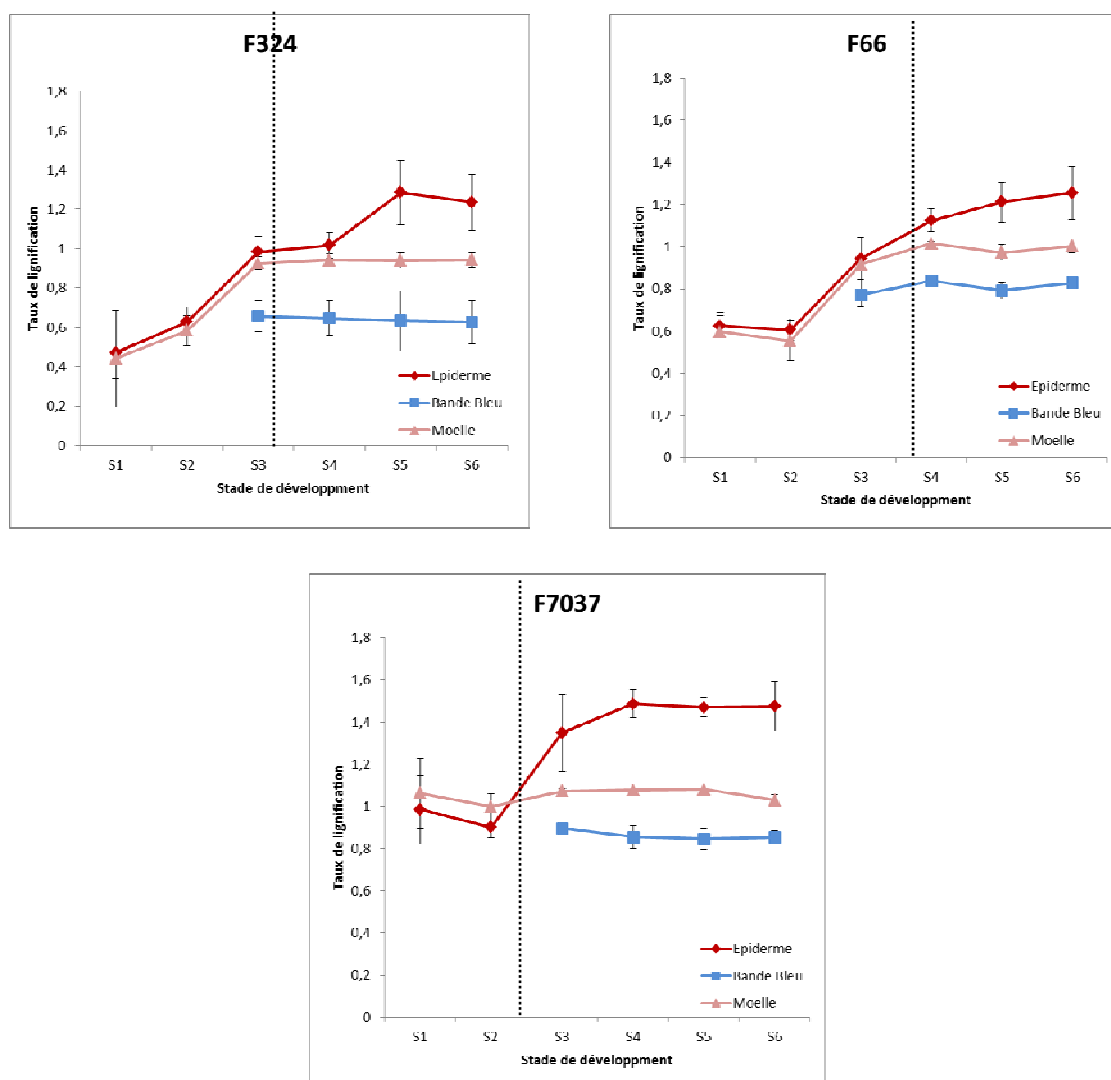 F324
1,8
1,6
1,4
1,2
1
0,8
0,6
0,4
0,2
0
Taux de lignification
Epiderme
Bande Bleu
Moelle
S1 S2 S3 S4 S5 S6
Stade de développment
F66
1,8
1,6
1,4
1,2
1
0,8
0,6
0,4
0,2
0
Taux de lignification
Epiderme
Bande Bleu
Moelle
S1 S2 S3 S4 S5 S6
Stade de développment
F7037
1,8
1,6
1,4
1,2
1
0,8
0,6
0,4
0,2
0
Taux de lignification
Epiderme
Bande Bleu
Moelle
S1 S2 S3 S4 S5 S6
Stade de développment